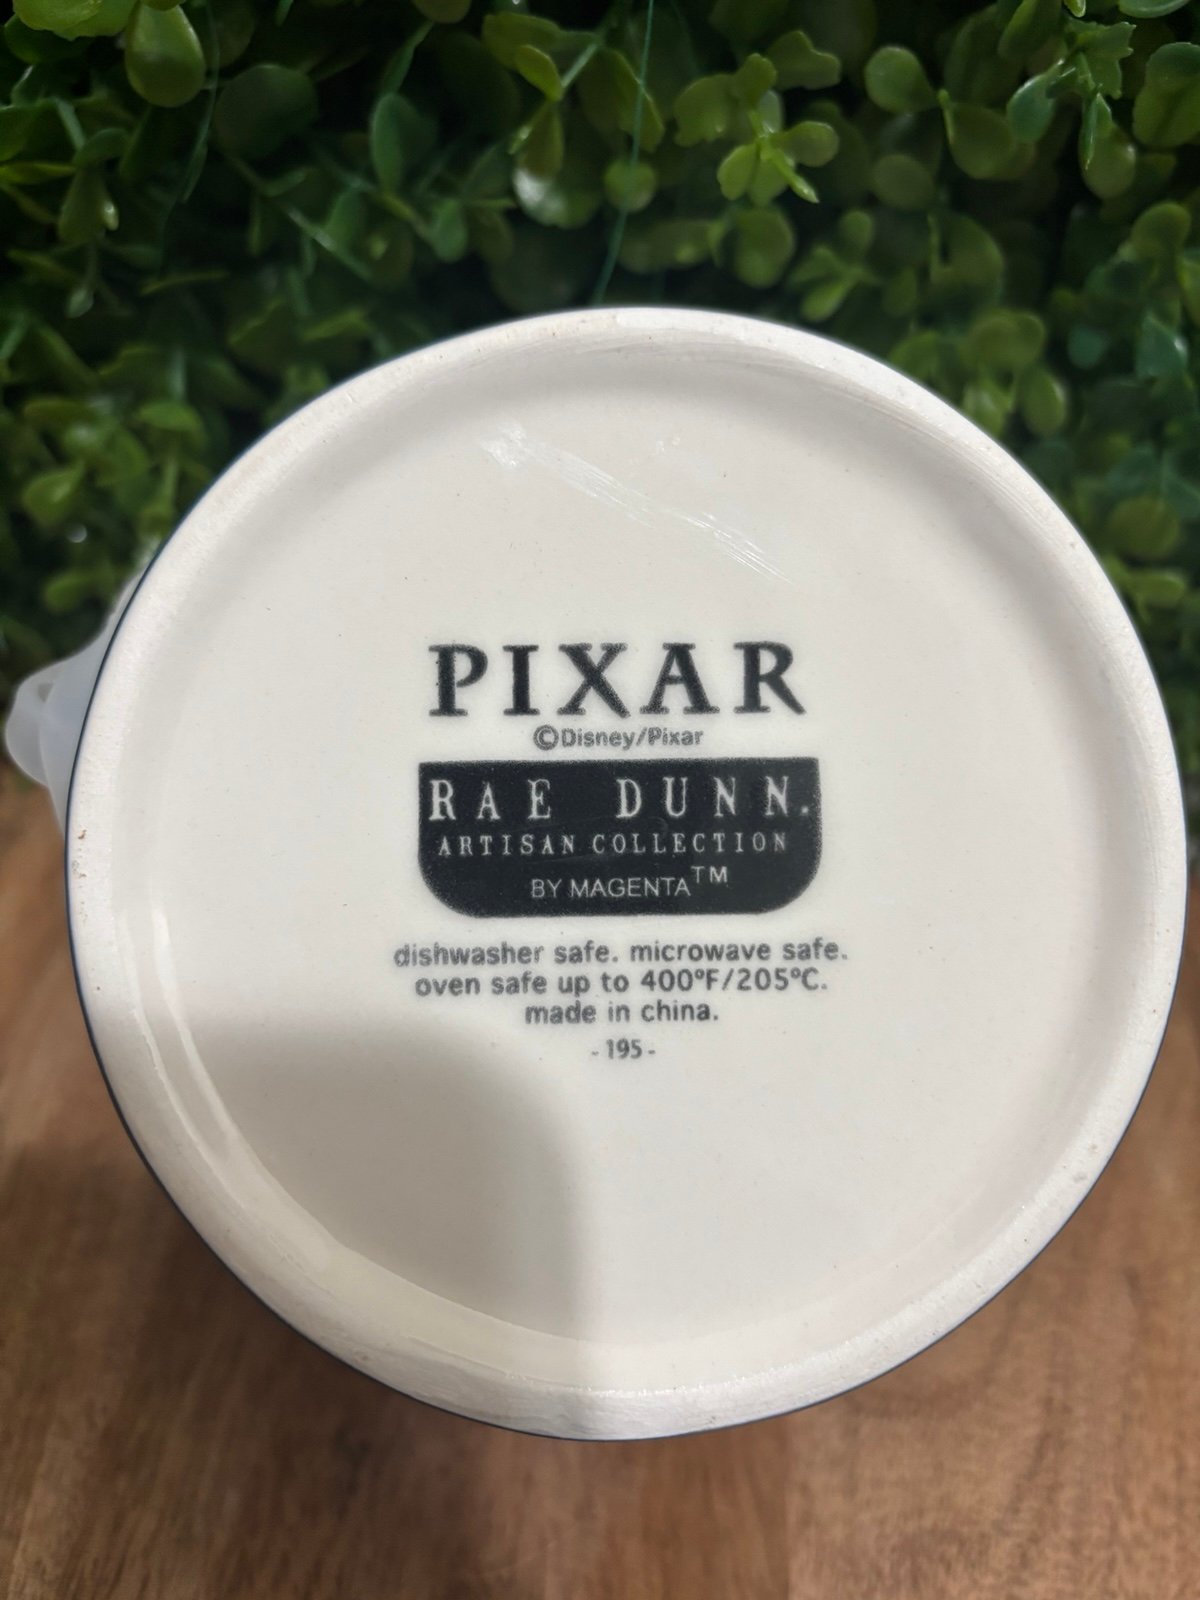 PIXAR
©Disney/Pixar
RAE DUNN.
ARTISAN COLLECTION
BY MAGENTA™
dishwasher safe. microwave safe.
oven safe up to 400°F/205°C.
made in china.
- 195 -